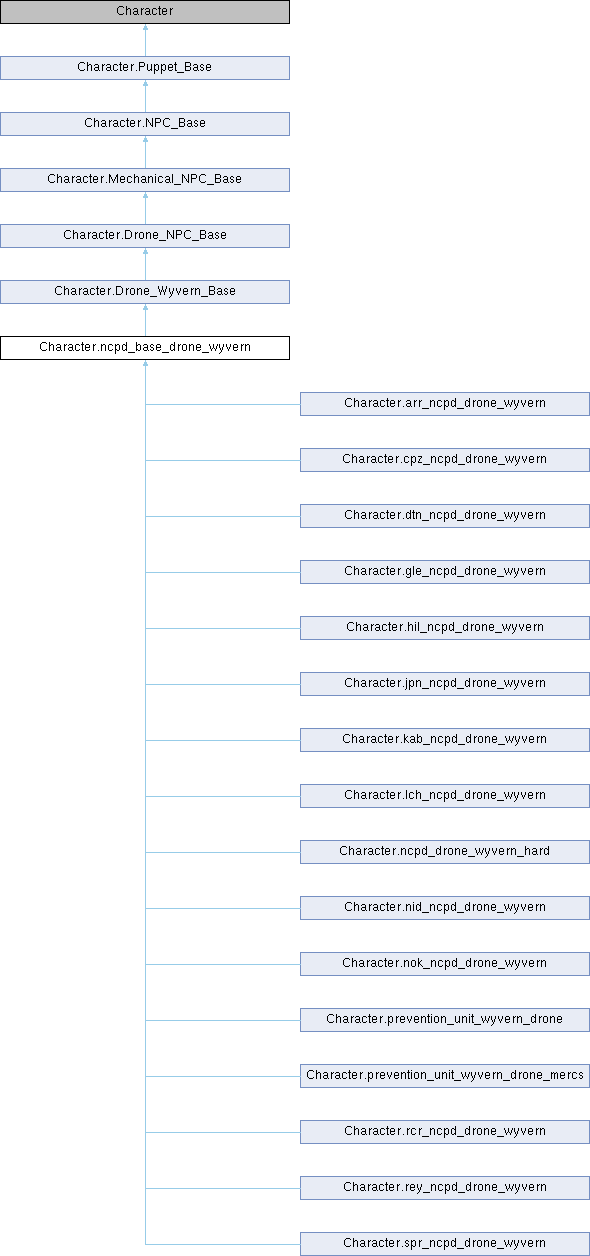 Character
Character.Puppet_Base
Character.NPC_Base
Character.Mechanical_NPC_Base
Character.Drone_NPC_Base
Character.Drone_Wyvern_Base
Character.ncpd_base_drone_wyvern
Character.arr_ncpd_drone_wyvern
Character.cpz_ncpd_drone_wyvern
Character.dtn_ncpd_drone_wyvern
Character.gle_ncpd_drone_wyvern
Character.hil_ncpd_drone_wyvern
Character.jpn_ncpd_drone_wyvern
Character.kab_ncpd_drone_wyvern
Character.lch_ncpd_drone_wyvern
Character.ncpd_drone_wyvern_hard
Character.nid_ncpd_drone_wyvern
Character.nok_ncpd_drone_wyvern
Character.prevention_unit_wyvern_drone
Character.prevention_unit_wyvern_drone_mercs
Character.rcr_ncpd_drone_wyvern
Character.rey_ncpd_drone_wyvern
Character.spr_ncpd_drone_wyvern